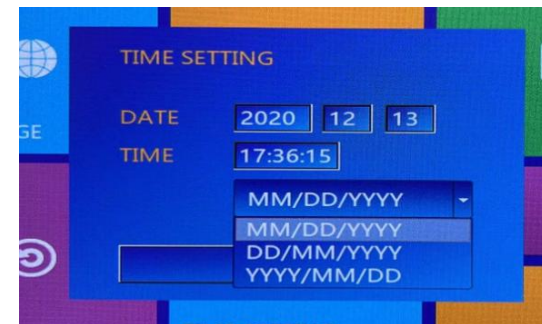 TIME SETTING
DATE 2020 12 13
GE
TIME 17:36:15
MM/DD/YYYY
MM/DD/YYYY
DD/MM/YYYY
YYYY/MM/DD